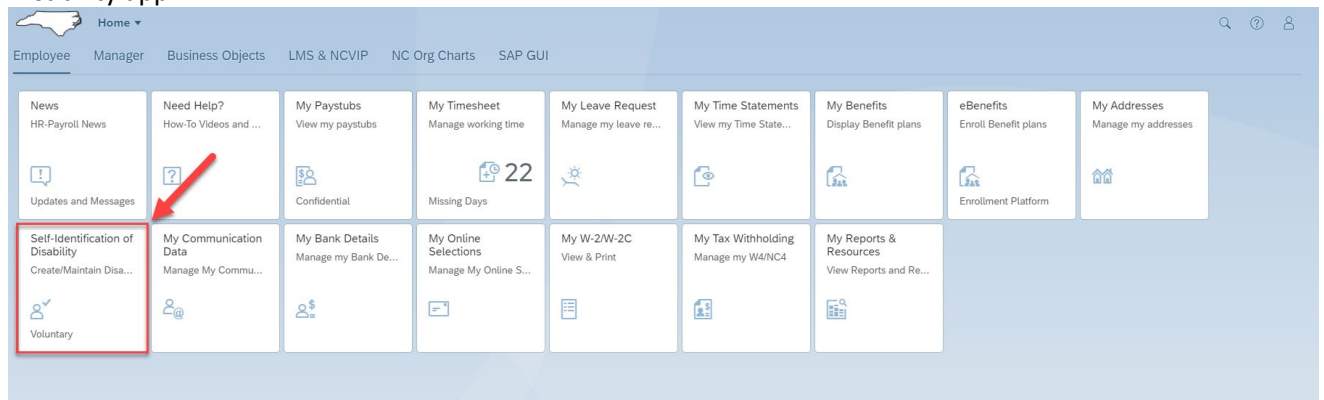 Home
Employee Manager Business Objects LMS & NCVIP NC Org Charts SAP GUI
News
HR-Payroll News
Updates and Messages
Need Help?
How-To Videos and ...
My Paystubs
View my paystubs
Confidential
My Timesheet
Manage working time
22
Missing Days
My Leave Request
Manage my leave re...
My Time Statements
View my Time State...
My Benefits
Display Benefit plans
eBenefits
Enroll Benefit plans
Enrollment Platform
My Addresses
Manage my addresses
Self-Identification of
Disability
Create/Maintain Disa...
Voluntary
My Communication
Data
Manage My Commu...
My Bank Details
Manage my Bank De...
My Online
Selections
Manage My Online S...
My W-2/W-2C
View & Print
My Tax Withholding
Manage my W4/NC4
My Reports &
Resources
View Reports and Re...